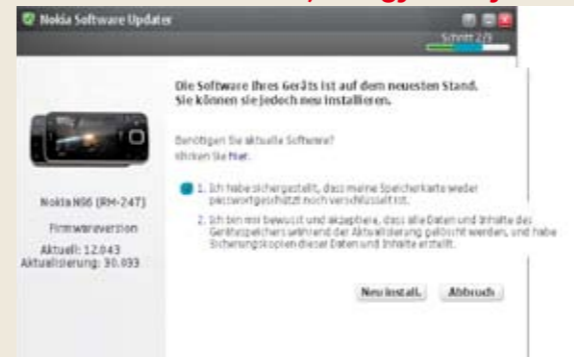 Nokia Software Updater
Schritt 2/3
Die Software Ihres Geräts ist auf dem neuesten Stand.
Sie können sie jedoch neu installieren.
Benötigen Sie aktuelle Software?
Klicken Sie hier.
1. Ich habe sichergestellt, dass meine Speicherkarte weder
passwortgeschützt noch verschlüsselt ist.
2. Ich bin mir bewusst und akzeptiere, dass alle Daten und Inhalte des
Gerätespeichers während der Aktualisierung gelöscht werden, und habe
Sicherungskopien dieser Daten und Inhalte erstellt.
Nokia N96 (RM-247)
Firmwareversion
Aktuell: 12.043
Aktualisierung: 30.033
Neu install.
Abbruch